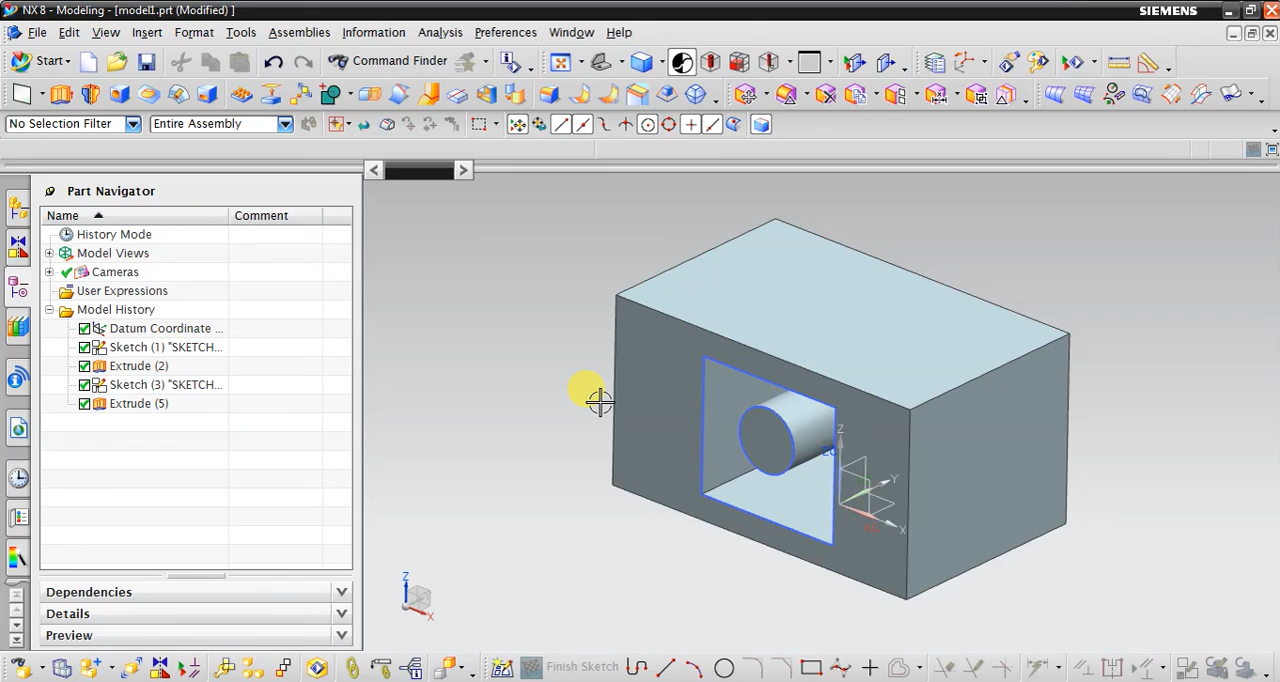 NX 8 - Modeling - [model1.prt (Modified) ]
SIEMENS
File Edit View Insert Format Tools Assemblies Information Analysis Preferences Window Help
Start Command Finder
No Selection Filter Entire Assembly
Part Navigator
Name Comment
History Mode
Model Views
Cameras
User Expressions
Model History
Datum Coordinate ...
Sketch (1) "SKETCH...
Extrude (2)
Sketch (3) "SKETCH...
Extrude (5)
Z
Y
X
Z
X
Dependencies
Details
Preview
Finish Sketch